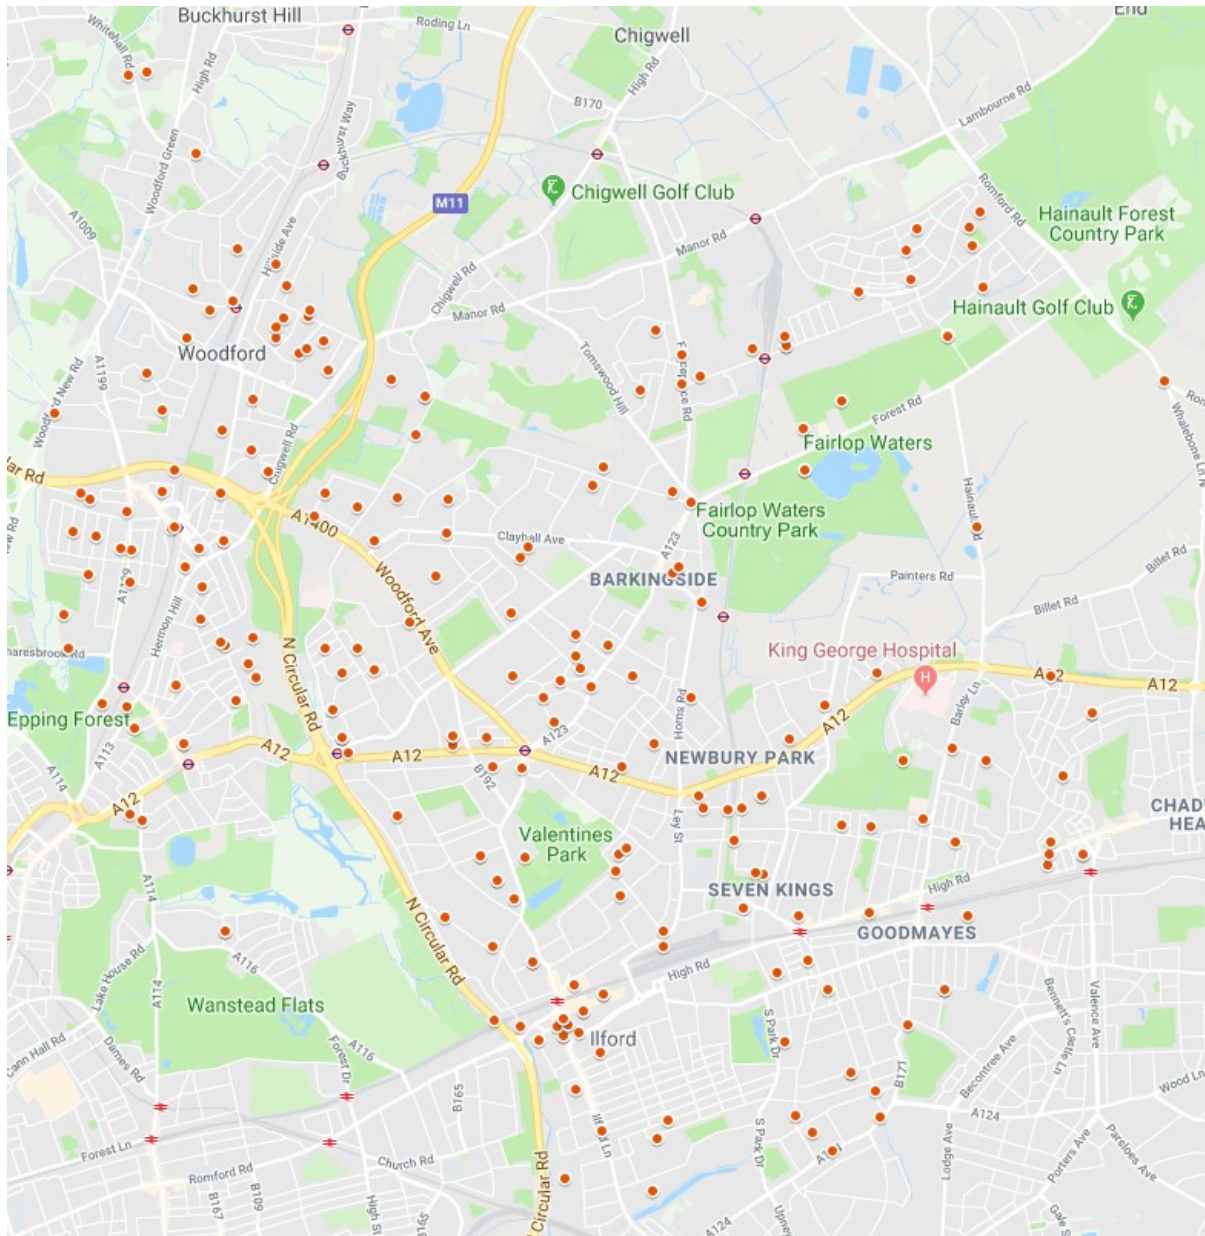 Buckhurst Hill
Roding Ln
Chigwell
End
Whitehall Rd
High Rd
High Rd
B170
Lambourne Rd
Buckhurst Way
Woodford Green
Romford Rd
Chigwell Golf Club
M11
Hainault Forest
Country Park
A1009
Hillside Ave
Manor Rd
Chigwell Rd
Manor Rd
Hainault Golf Club
Woodford
Tomswood Hill
Woodford New Rd
A1199
Forest Rd
Whalebone Ln N
Chigwell Rd
Fairlop Waters
Fairlop Waters
Country Park
A1400
Clayhall Ave
A123
BARKINGSIDE
Painters Rd
Billet Rd
Billet Rd
Woodford Ave
Hermon Hill
N Circular Rd
King George Hospital
H
A12
A12
Barley Ln
Horns Rd
A12
Epping Forest
A113
A12
A12
A123
A12
NEWBURY PARK
A114
A12
B192
Ley St
Valentines
Park
SEVEN KINGS
High Rd
A114
N Circular Rd
GOODMAYES
Lake House Rd
A116
A114
High Rd
Wanstead Flats
Bennett's Castle Ln
Valence Ave
Cann Hall Rd
Dames Rd
Forest Dr
A116
Ilford
S Park Dr
B177
Becontree Ave
Wood Ln
B165
A124
Forest Ln
Ilford Ln
S Park Dr
Lodge Ave
Porters Ave
Parsloes Ave
Romford Rd
Church Rd
B167
B109
High St
B165
Circular Rd
A124